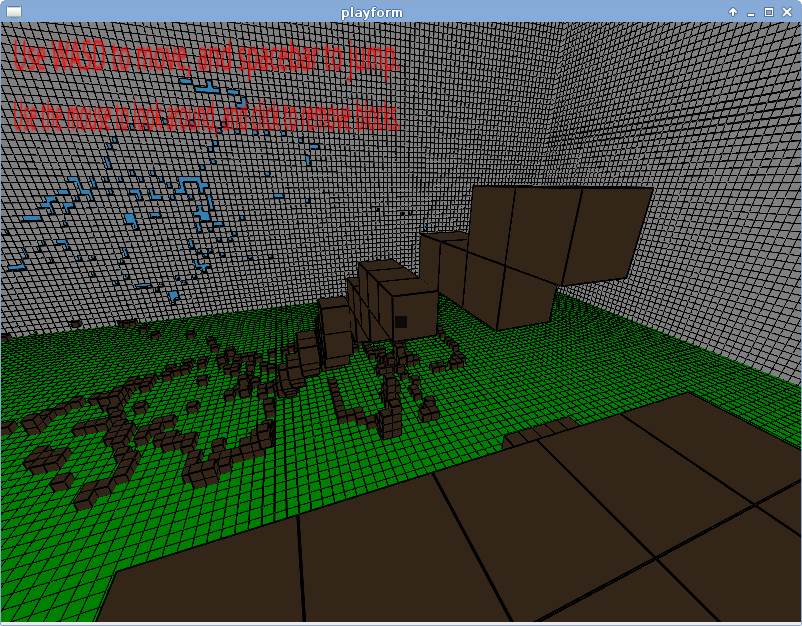 playform
Use WASD to move, and spacebar to jump.
Use the mouse to look around, and click to remove blocks.